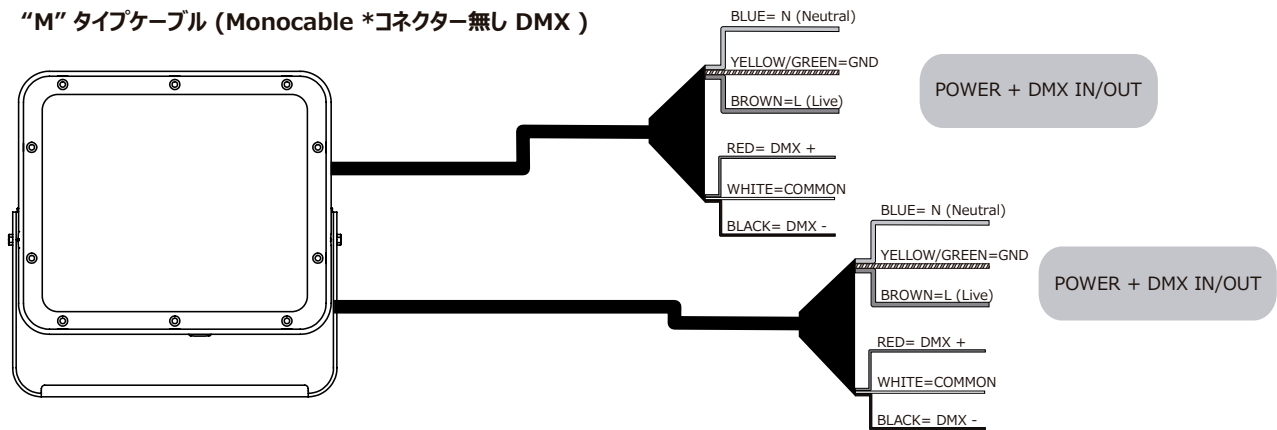 “M” タイプケーブル (Monocable *コネクター無し DMX )
BLUE= N (Neutral)
YELLOW/GREEN=GND
BROWN=L (Live)
RED= DMX +
WHITE=COMMON
BLACK= DMX -
POWER + DMX IN/OUT
BLUE= N (Neutral)
YELLOW/GREEN=GND
BROWN=L (Live)
RED= DMX +
WHITE=COMMON
BLACK= DMX -
POWER + DMX IN/OUT